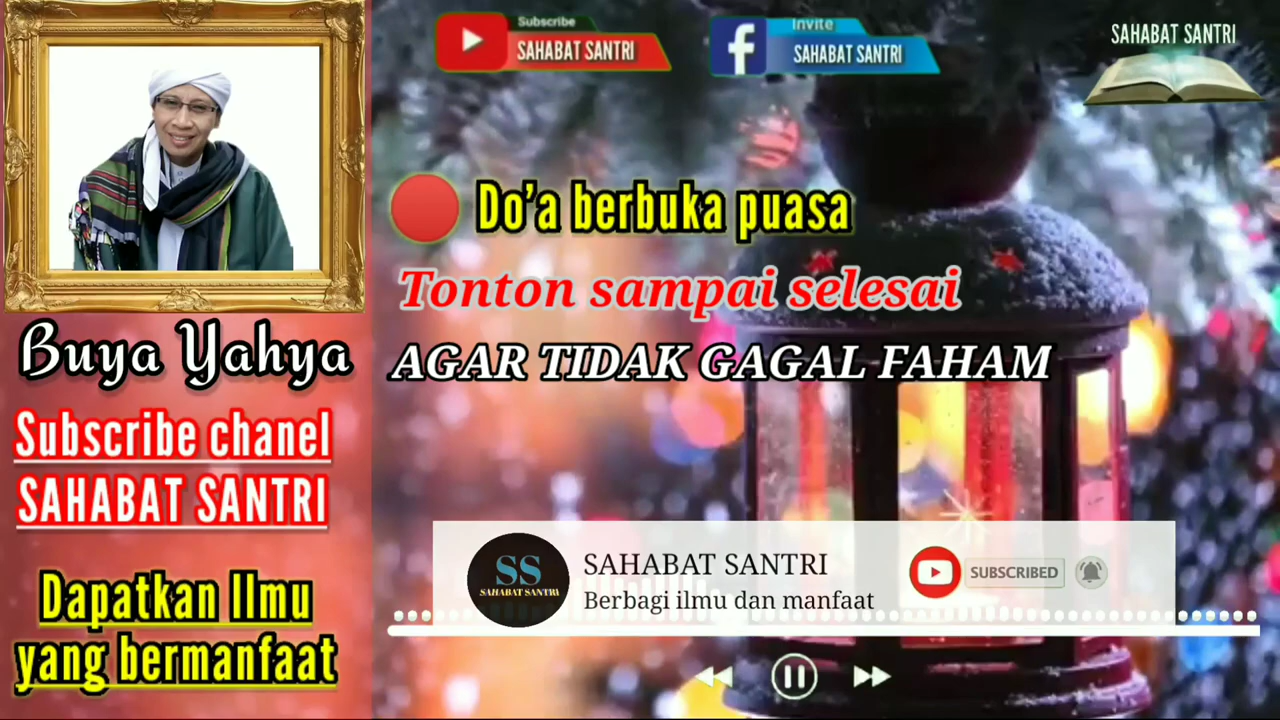 Subscribe
SAHABAT SANTRI
Invite
SAHABAT SANTRI
SAHABAT SANTRI
Do'a berbuka puasa
Tonton sampai selesai
AGAR TIDAK GAGAL FAHAM
Buya Yahya
Subscribe chanel
SAHABAT SANTRI
Dapatkan Ilmu
yang bermanfaat
SS
SAHABAT SANTRI
SAHABAT SANTRI
Berbagi ilmu dan manfaat
SUBSCRIBED